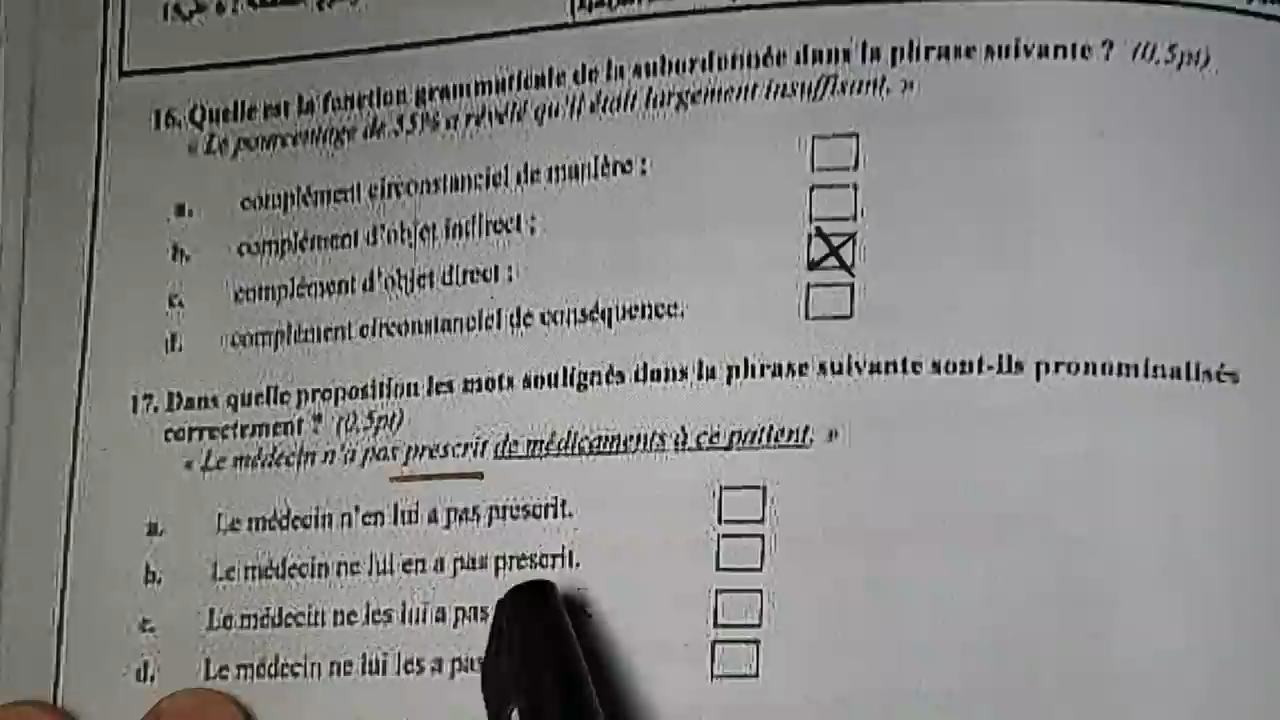 16. Quelle est la fonction grammaticale de la subordonnée dans la phrase suivante ? (0,5pt)
« Le pourcentage de 55% a révélé qu'il était largement insuffisant. »
a. complément circonstanciel de manière ;
b. complément d'objet indirect ;
c. complément d'objet direct ;
d. complément circonstanciel de conséquence.
17. Dans quelle proposition les mots soulignés dans la phrase suivante sont-ils pronominalisés
correctement ? (0,5pt)
« Le médecin n'a pas prescrit de médicaments à ce patient. »
a. Le médecin n'en lui a pas prescrit.
b. Le médecin ne lui en a pas prescrit.
c. Le médecin ne les lui a pas
d. Le médecin ne lui les a pas